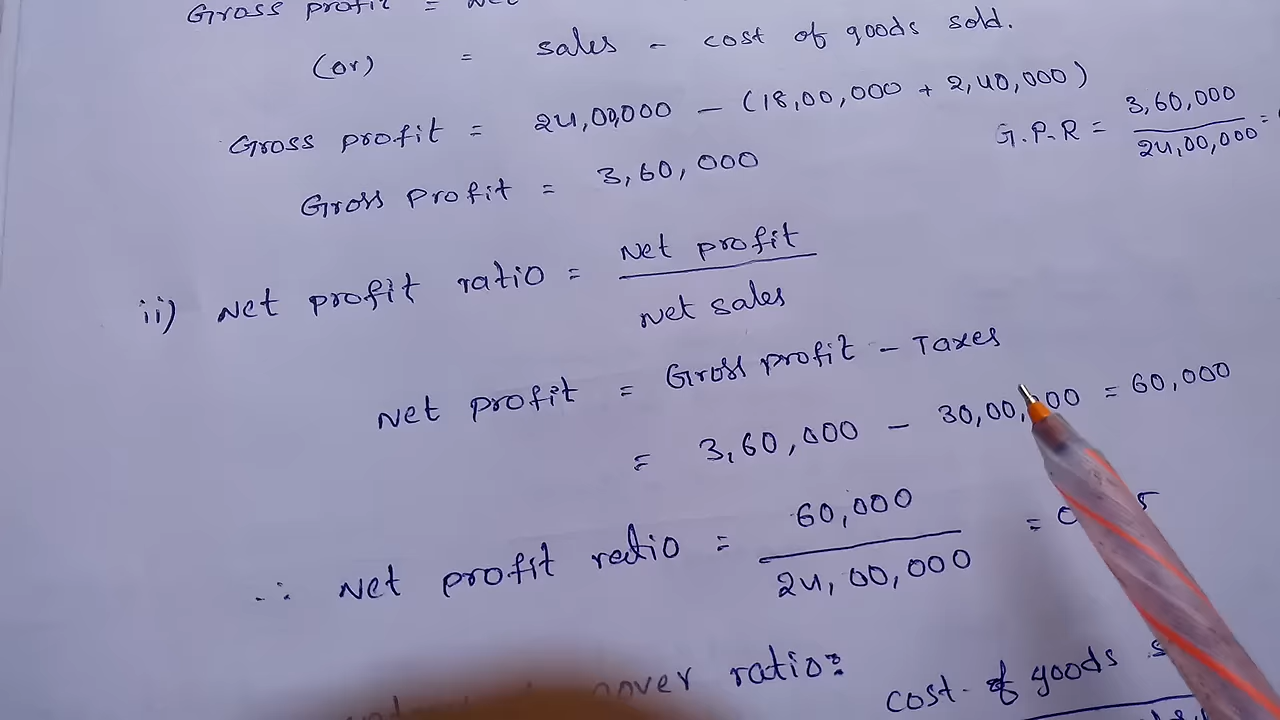 Gross profit =
(or) = sales - cost of goods sold.
Gross profit = 24,00,000 - (18,00,000 + 2,40,000)
G.P.R = 3,60,000 / 24,00,000 =
Gross Profit = 3,60,000
ii) Net profit ratio = Net profit / Net sales
Net profit = Gross profit - Taxes
= 3,60,000 - 30,00,000 = 60,000
∴ Net profit ratio = 60,000 / 24,00,000 =
ratio:
cost of goods